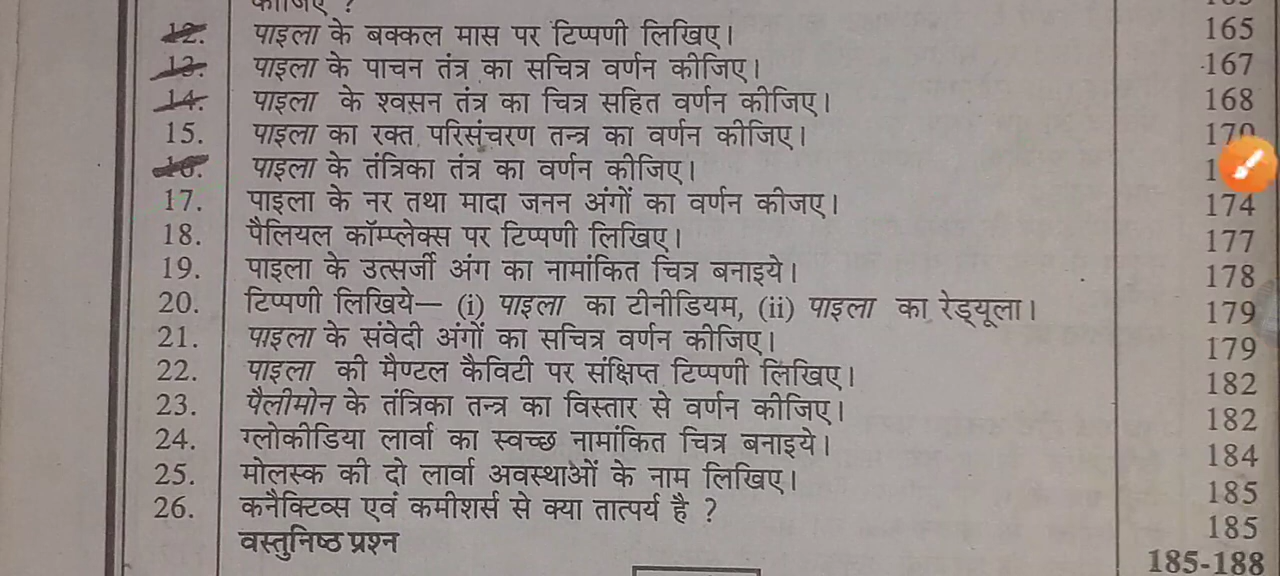 कीजिए ?
12. पाइला के बक्कल मास पर टिप्पणी लिखिए। 165
13. पाइला के पाचन तंत्र का सचित्र वर्णन कीजिए। 167
14. पाइला के श्वसन तंत्र का चित्र सहित वर्णन कीजिए। 168
15. पाइला का रक्त परिसंचरण तन्त्र का वर्णन कीजिए। 170
16. पाइला के तंत्रिका तंत्र का वर्णन कीजिए।
17. पाइला के नर तथा मादा जनन अंगों का वर्णन कीजए। 174
18. पैलियल कॉम्प्लेक्स पर टिप्पणी लिखिए। 177
19. पाइला के उत्सर्जी अंग का नामांकित चित्र बनाइये। 178
20. टिप्पणी लिखिये— (i) पाइला का टीनीडियम, (ii) पाइला का रेड्यूला। 179
21. पाइला के संवेदी अंगों का सचित्र वर्णन कीजिए। 179
22. पाइला की मैण्टल कैविटी पर संक्षिप्त टिप्पणी लिखिए। 182
23. पैलीमोन के तंत्रिका तन्त्र का विस्तार से वर्णन कीजिए। 182
24. ग्लोकीडिया लार्वा का स्वच्छ नामांकित चित्र बनाइये। 184
25. मोलस्क की दो लार्वा अवस्थाओं के नाम लिखिए। 185
26. कनैक्टिव्स एवं कमीशर्स से क्या तात्पर्य है ? 185
वस्तुनिष्ठ प्रश्न 185-188